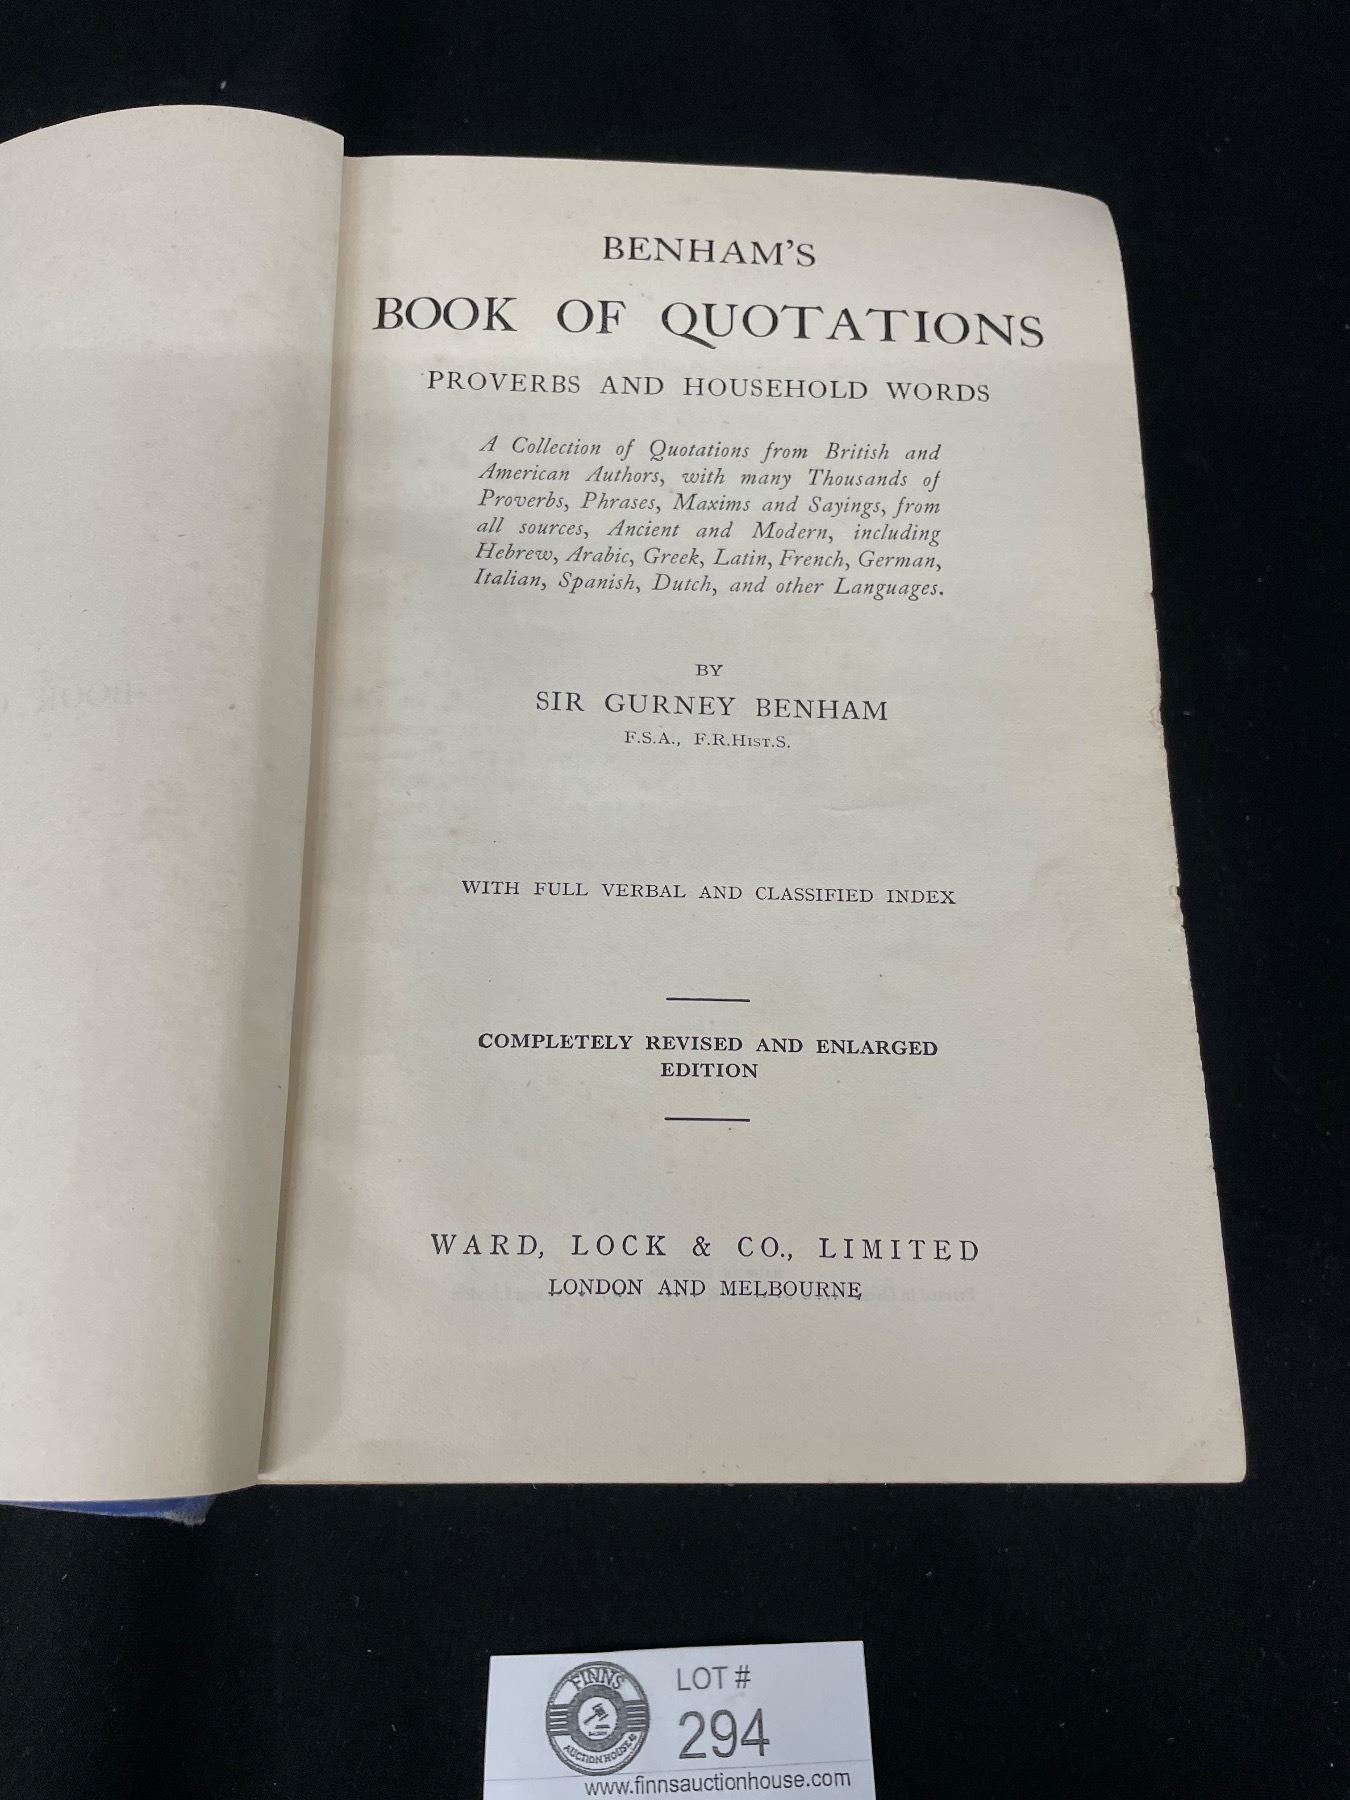 BENHAM'S
BOOK OF QUOTATIONS
PROVERBS AND HOUSEHOLD WORDS
A Collection of Quotations from British and
American Authors, with many Thousands of
Proverbs, Phrases, Maxims and Sayings, from
all sources, Ancient and Modern, including
Hebrew, Arabic, Greek, Latin, French, German,
Italian, Spanish, Dutch, and other Languages.
BY
SIR GURNEY BENHAM
F.S.A., F.R.HIST.S.
WITH FULL VERBAL AND CLASSIFIED INDEX
COMPLETELY REVISED AND ENLARGED
EDITION
WARD, LOCK & CO., LIMITED
LONDON AND MELBOURNE
FINNS
AUCTION HOUSE
LOT #
294
www.finnsauctionhouse.com